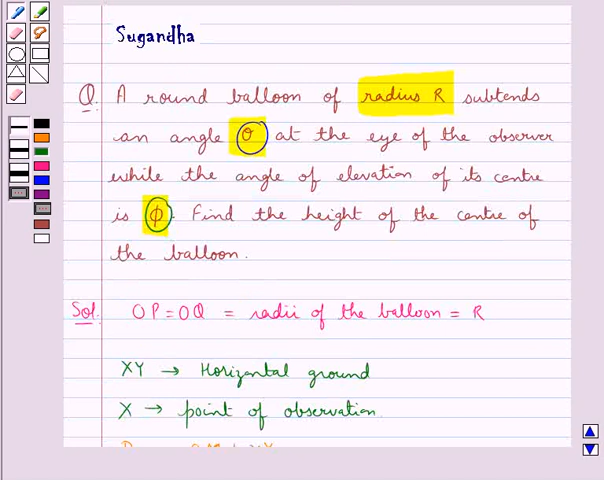 Sugandha
Q. A round balloon of radius R subtends
an angle θ at the eye of the observer
while the angle of elevation of its centre
is ϕ. Find the height of the centre of
the balloon.
Sol. OP = OQ = radii of the balloon = R
XY → Horizontal ground
X → point of observation